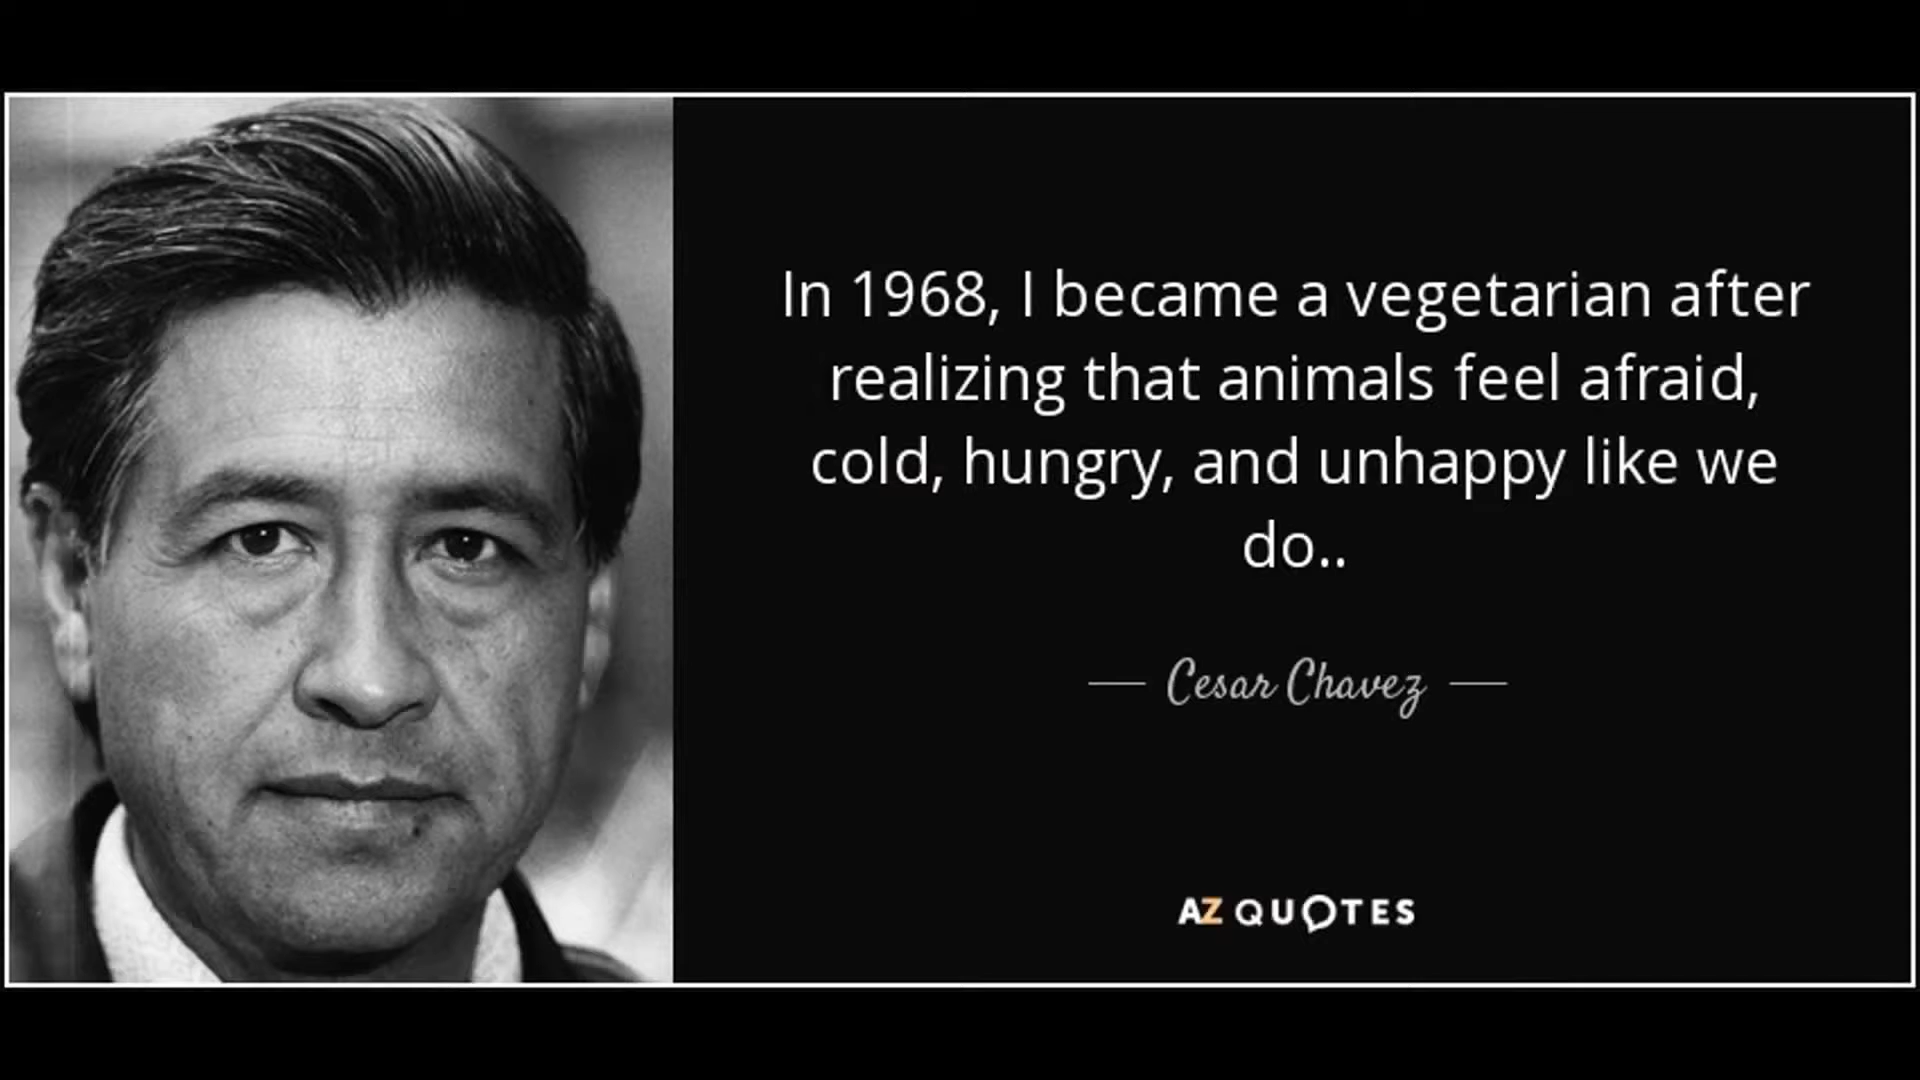 In 1968, I became a vegetarian after
realizing that animals feel afraid,
cold, hungry, and unhappy like we
do..
Cesar Chavez
AZ QUOTES